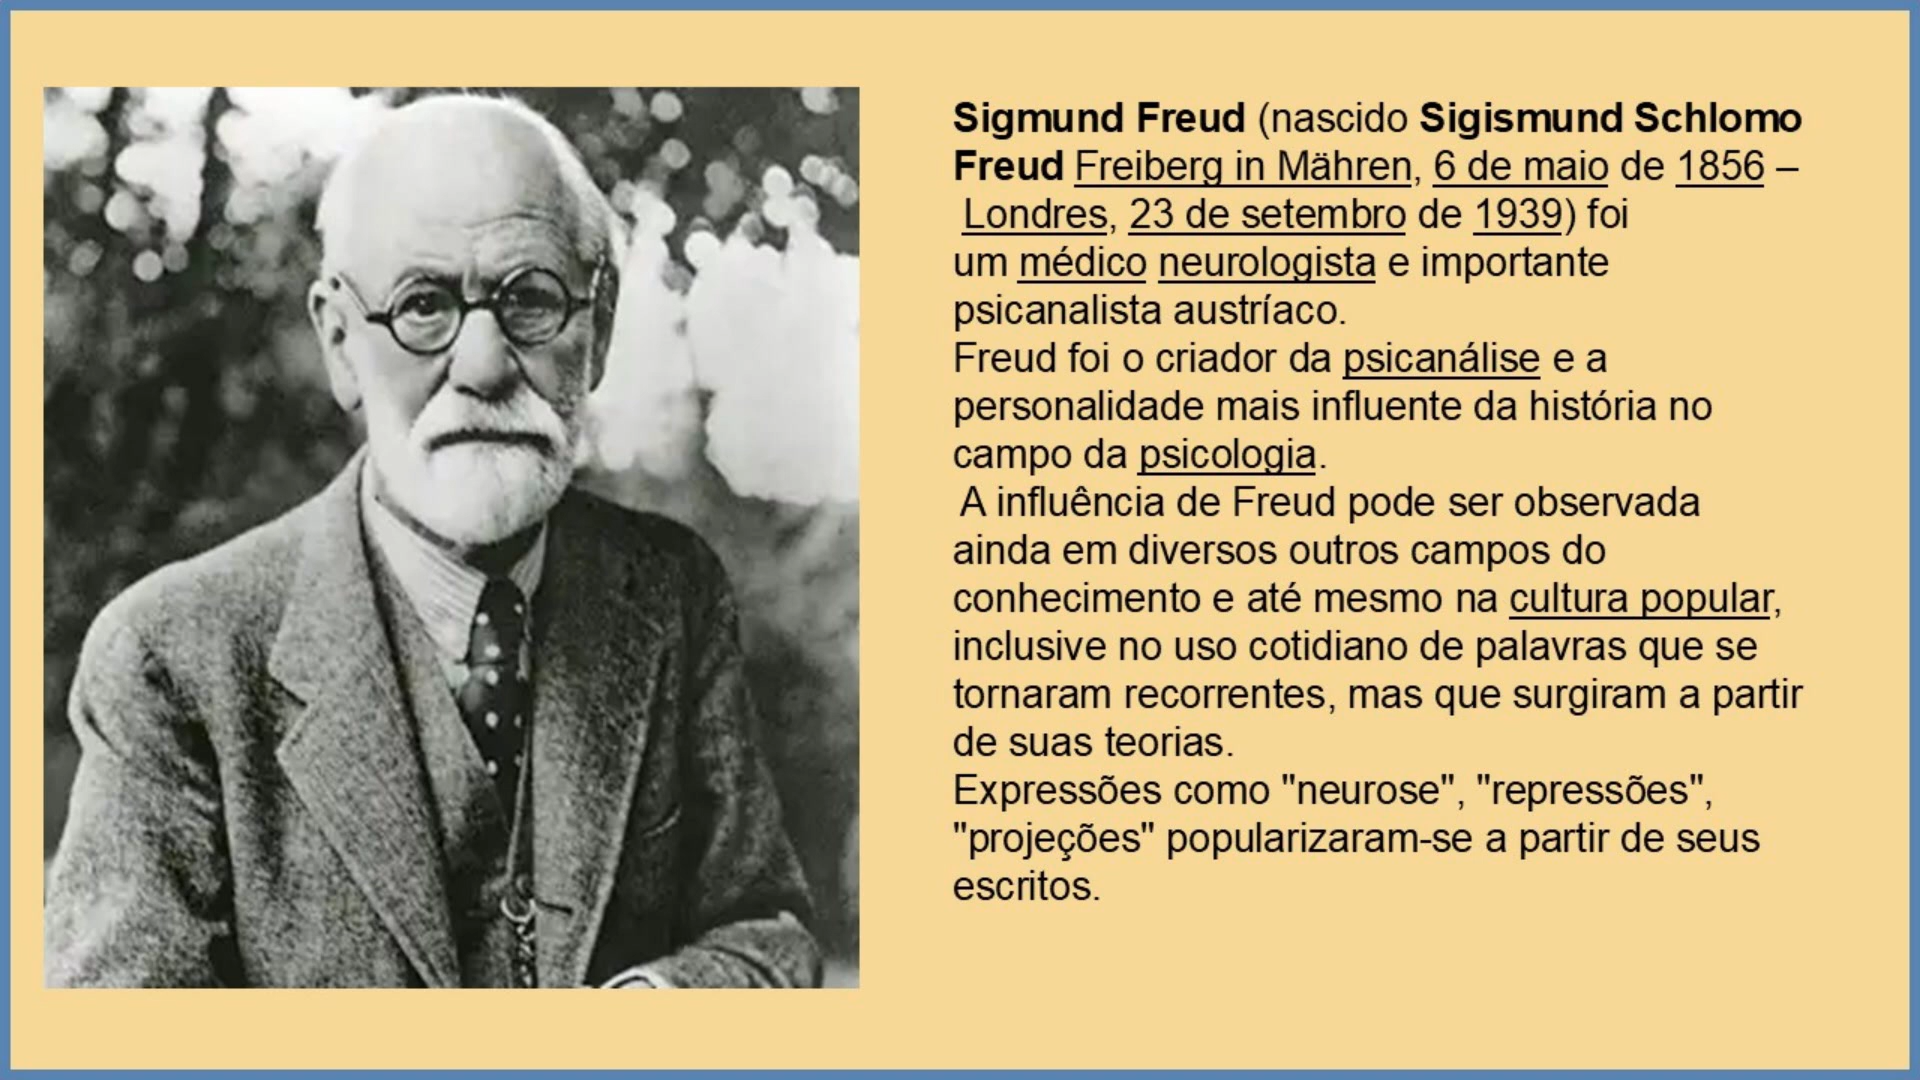 Sigmund Freud (nascido Sigismund Schlomo
Freud Freiberg in Mähren, 6 de maio de 1856 –
Londres, 23 de setembro de 1939) foi
um médico neurologista e importante
psicanalista austríaco.
Freud foi o criador da psicanálise e a
personalidade mais influente da história no
campo da psicologia.
A influência de Freud pode ser observada
ainda em diversos outros campos do
conhecimento e até mesmo na cultura popular,
inclusive no uso cotidiano de palavras que se
tornaram recorrentes, mas que surgiram a partir
de suas teorias.
Expressões como "neurose", "repressões",
"projeções" popularizaram-se a partir de seus
escritos.